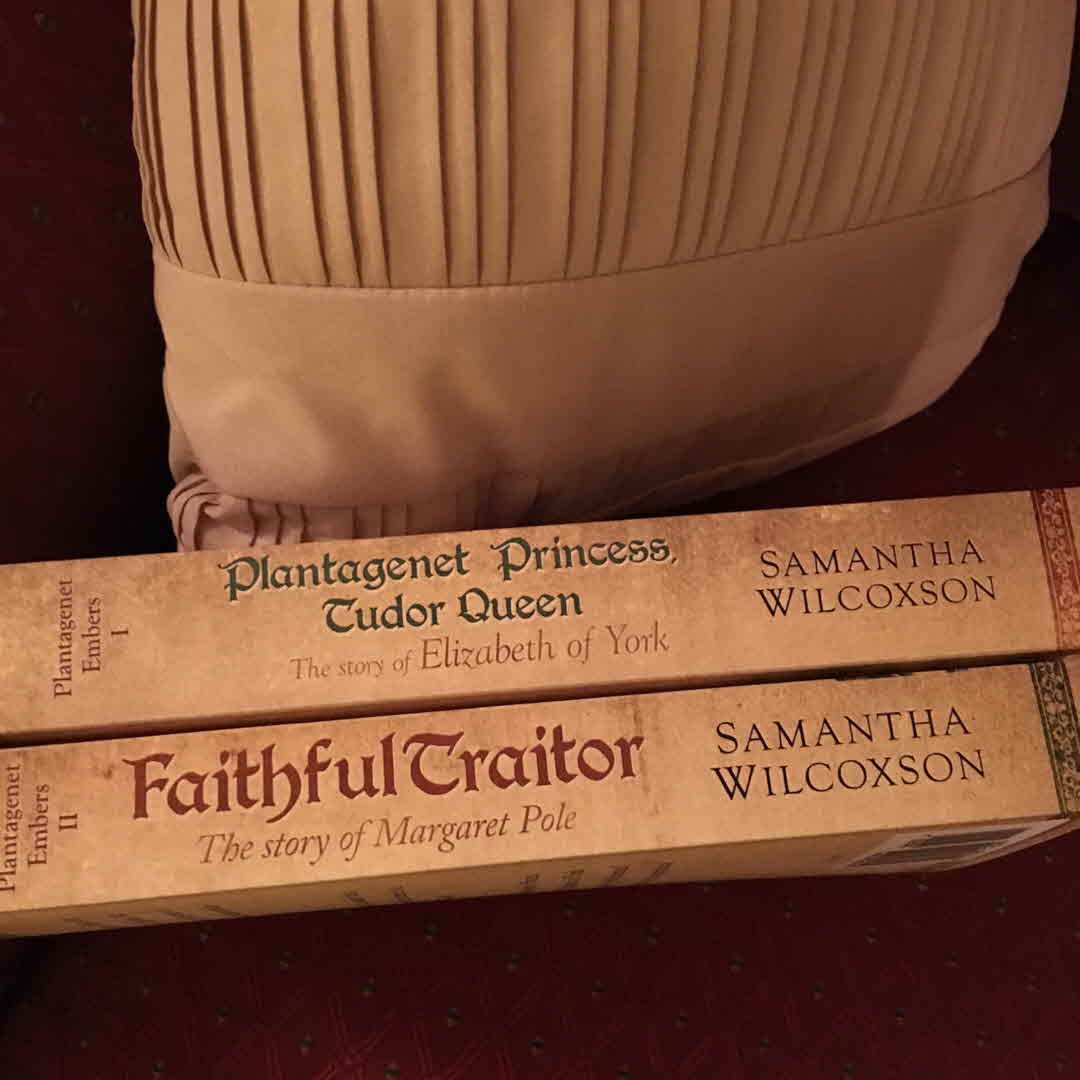 Plantagenet
Embers
I
Plantagenet Princess,
Tudor Queen
The story of Elizabeth of York
SAMANTHA
WILCOXSON
Plantagenet
Embers
II
Faithful Traitor
The story of Margaret Pole
SAMANTHA
WILCOXSON